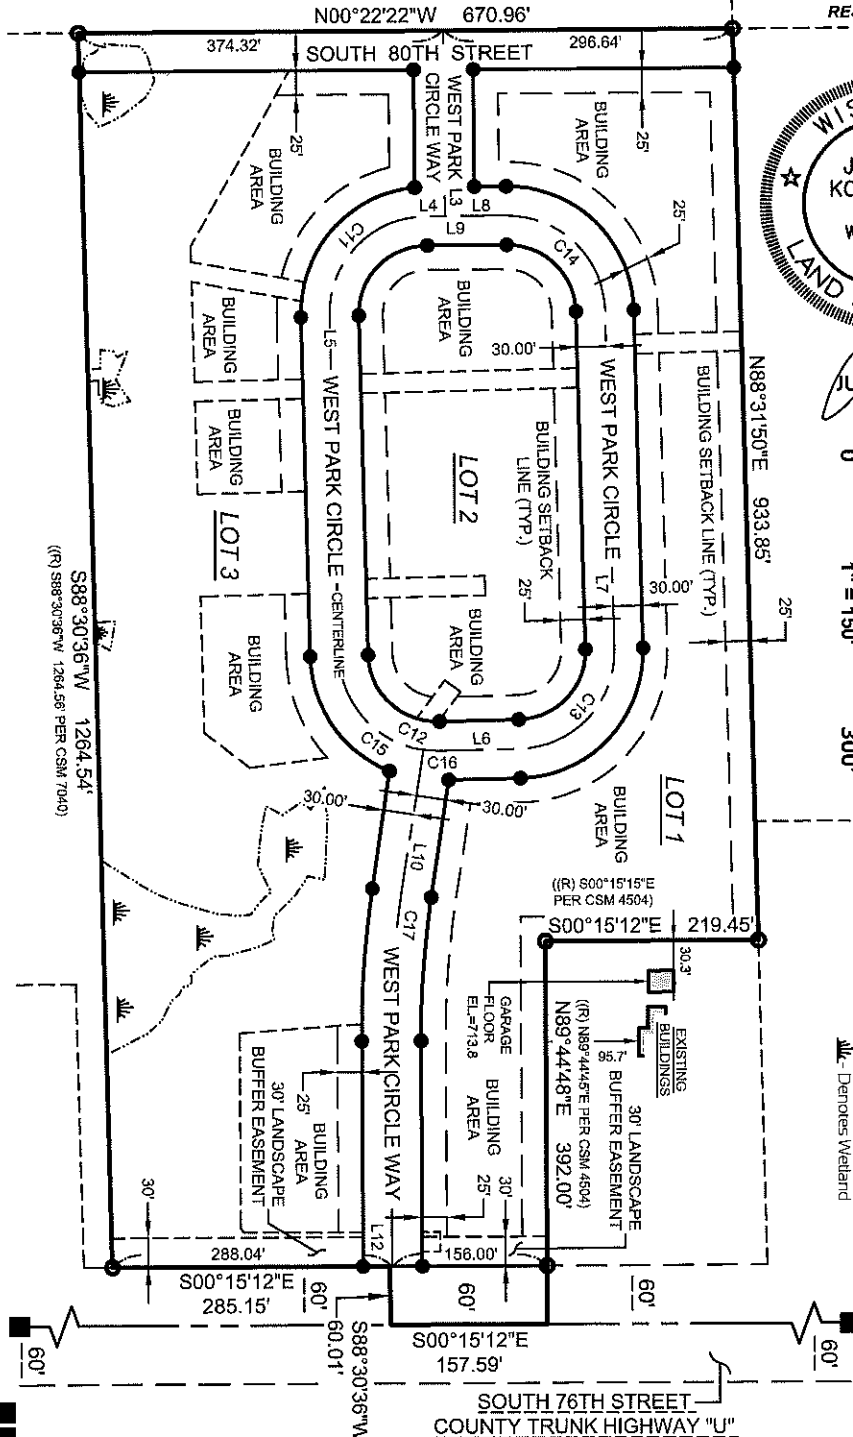 N00°22'22"W 670.96'
RE
374.32'
296.64'
SOUTH 80TH STREET
WEST PARK
CIRCLE WAY
25'
25'
BUILDING
AREA
BUILDING
AREA
L3
L4
L8
L9
C11
C14
25'
WIS
J
KO
W
LAND
BUILDING
AREA
BUILDING
AREA
L5
30.00'
WEST PARK CIRCLE
WEST PARK CIRCLE
BUILDING SETBACK LINE (TYP.)
N88°31'50"E 933.85'
JU
0
1" = 150'
300'
BUILDING
AREA
LOT 2
BUILDING SETBACK
LINE (TYP.)
LOT 3
CENTERLINE
L7
30.00'
25'
25'
BUILDING
AREA
BUILDING
AREA
S88°30'36"W 1264.54'
((R) S88°30'36"W 1264.56' PER CSM 7040)
C12
L6
C13
C15
C16
30.00'
30.00'
LOT 1
BUILDING
AREA
L10
C17
((R) S00°15'15"E
PER CSM 4504)
S00°15'12"E 219.45'
30.3'
GARAGE
FLOOR
EL.=713.8
EXISTING
BUILDINGS
95.7'
((R) N89°44'45"E PER CSM 4504)
N89°44'48"E 392.00'
WEST PARK CIRCLE WAY
BUILDING
AREA
30' LANDSCAPE
BUFFER EASEMENT
BUILDING
AREA
25'
30' LANDSCAPE
BUFFER EASEMENT
25'
30'
30'
L12
288.04'
156.00'
S00°15'12"E
285.15'
60'
60'
60'
S88°30'36"W
60.01'
S00°15'12"E
157.59'
60'
60'
SOUTH 76TH STREET
COUNTY TRUNK HIGHWAY "U"
- Denotes Wetland